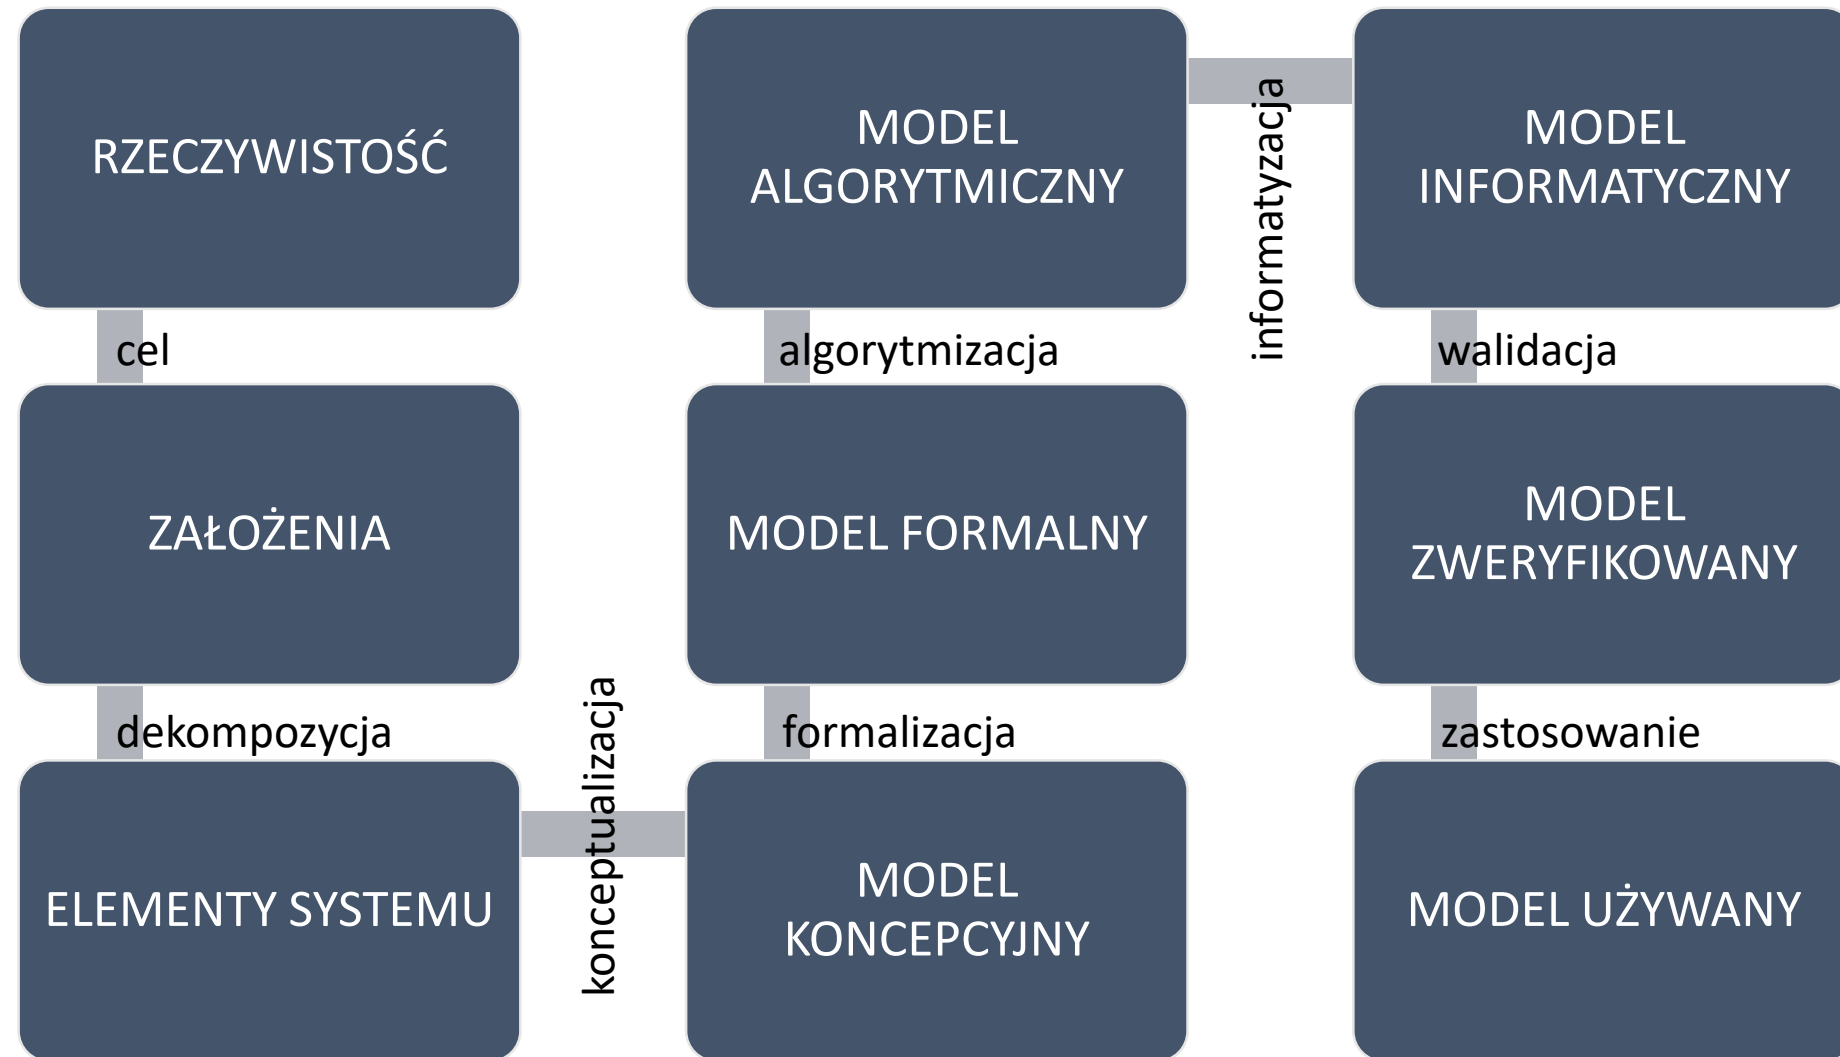 RZECZYWISTOŚĆ
cel
ZAŁOŻENIA
dekompozycja
ELEMENTY SYSTEMU
konceptualizacja
MODEL
KONCEPCYJNY
formalizacja
MODEL FORMALNY
algorytmizacja
MODEL
ALGORYTMICZNY
informatyzacja
MODEL
INFORMATYCZNY
walidacja
MODEL
ZWERYFIKOWANY
zastosowanie
MODEL UŻYWANY